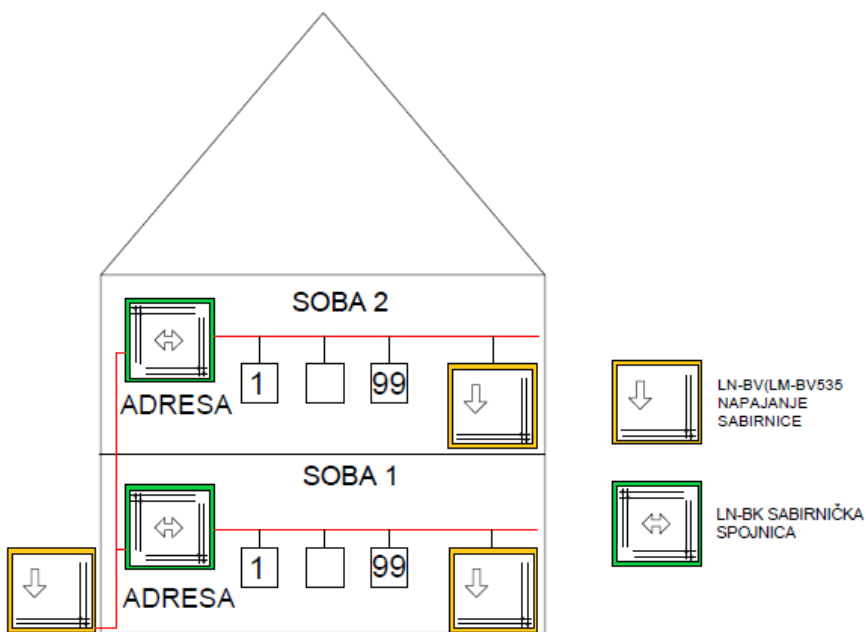 SOBA 2
1
99
ADRESA
LN-BV(LM-BV535
NAPAJANJE
SABIRNICE
SOBA 1
1
99
ADRESA
LN-BK SABIRNIČKA
SPOJNICA